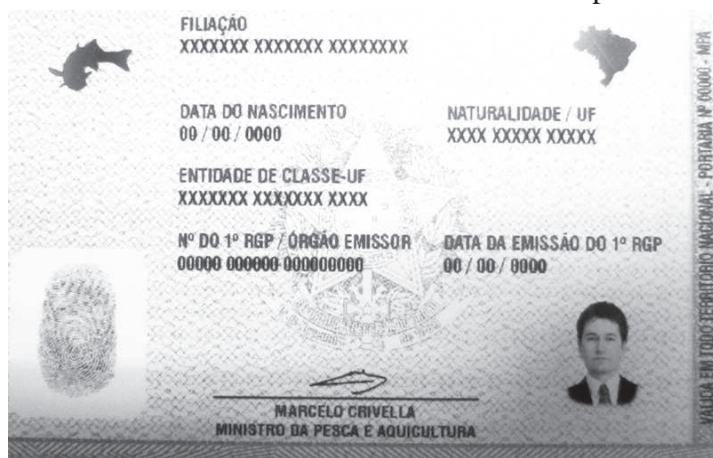 FILIAÇÃO
XXXXXXX XXXXXXX XXXXXXXX
DATA DO NASCIMENTO
00 / 00 / 0000
NATURALIDADE / UF
XXXX XXXXX XXXXX
ENTIDADE DE CLASSE-UF
XXXXXXX XXXXXXX XXXX
Nº DO 1º RGP / ÓRGÃO EMISSOR
00000 000000 000000000
DATA DA EMISSÃO DO 1º RGP
00 / 00 / 0000
MARCELO CRIVELLA
MINISTRO DA PESCA E AQUICULTURA
VÁLIDA EM TODO TERRITÓRIO NACIONAL - PORTARIA Nº 00000 - MPA